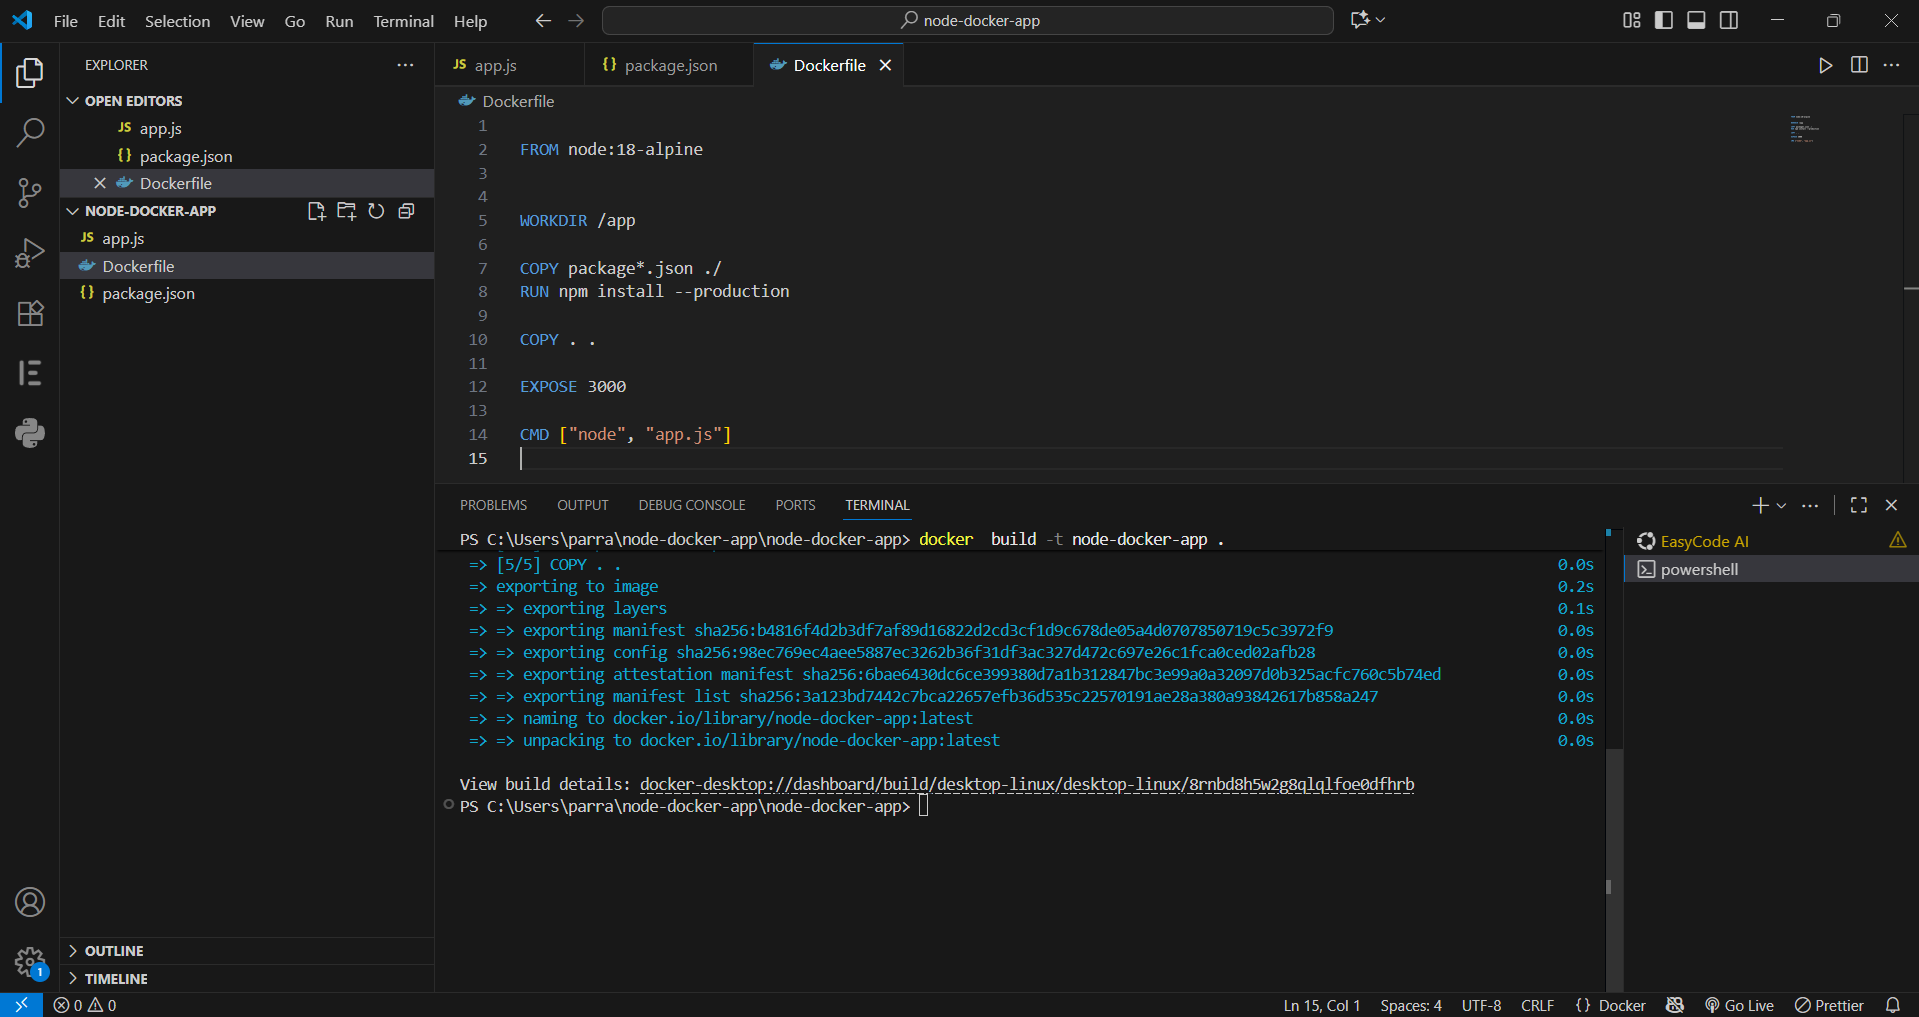 File Edit Selection View Go Run Terminal Help
node-docker-app
EXPLORER
OPEN EDITORS
JS app.js
{} package.json
Dockerfile
NODE-DOCKER-APP
JS app.js
Dockerfile
{} package.json
OUTLINE
TIMELINE
JS app.js
{} package.json
Dockerfile
Dockerfile
1
2 FROM node:18-alpine
3
4
5 WORKDIR /app
6
7 COPY package*.json ./
8 RUN npm install --production
9
10 COPY . .
11
12 EXPOSE 3000
13
14 CMD ["node", "app.js"]
15
PROBLEMS OUTPUT DEBUG CONSOLE PORTS TERMINAL
PS C:\Users\parra\node-docker-app\node-docker-app> docker  build -t node-docker-app .
=> [5/5] COPY . . 0.0s
=> exporting to image 0.2s
=> => exporting layers 0.1s
=> => exporting manifest sha256:b4816f4d2b3df7af89d16822d2cd3cf1d9c678de05a4d0707850719c5c3972f9 0.0s
=> => exporting config sha256:98ec769ec4aee5887ec3262b36f31df3ac327d472c697e26c1fca0ced02afb28 0.0s
=> => exporting attestation manifest sha256:6bae6430dc6ce399380d7a1b312847bc3e99a0a32097d0b325acfc760c5b74ed 0.0s
=> => exporting manifest list sha256:3a123bd7442c7bca22657efb36d535c22570191ae28a380a93842617b858a247 0.0s
=> => naming to docker.io/library/node-docker-app:latest 0.0s
=> => unpacking to docker.io/library/node-docker-app:latest 0.0s
View build details: docker-desktop://dashboard/build/desktop-linux/desktop-linux/8rnbd8h5w2g8qlqlfoe0dfhrb
PS C:\Users\parra\node-docker-app\node-docker-app>
EasyCode AI
powershell
1
0 0
Ln 15, Col 1 Spaces: 4 UTF-8 CRLF {} Docker Go Live Prettier